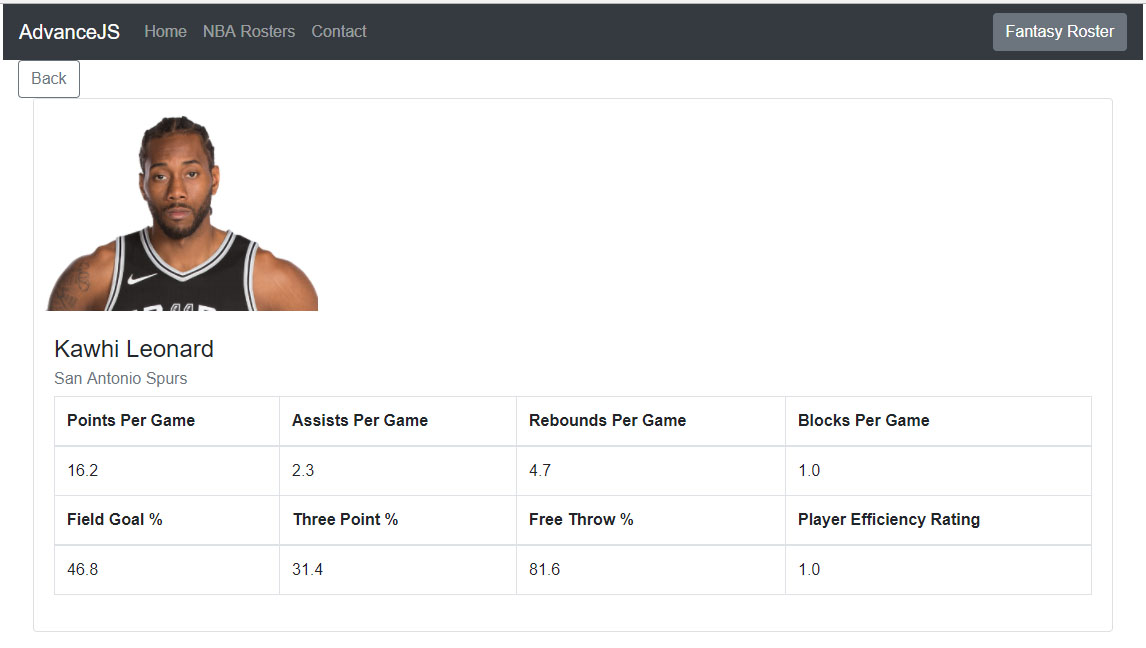 AdvanceJS Home NBA Rosters Contact Fantasy Roster
Back
Kawhi Leonard
San Antonio Spurs
Points Per Game Assists Per Game Rebounds Per Game Blocks Per Game
16.2 2.3 4.7 1.0
Field Goal % Three Point % Free Throw % Player Efficiency Rating
46.8 31.4 81.6 1.0